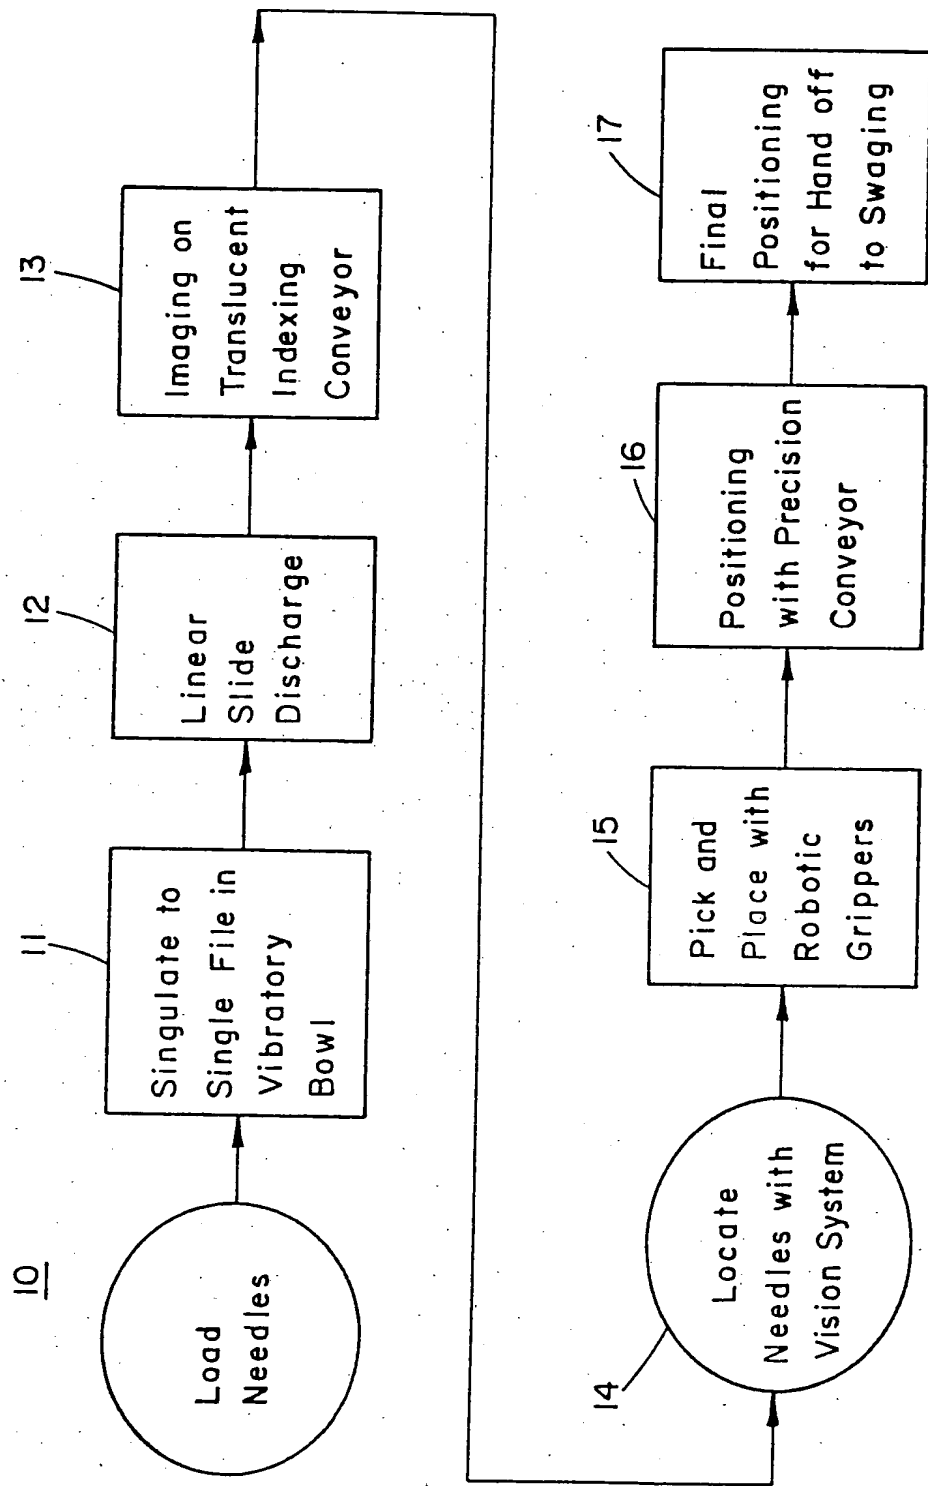 10
Load
Needles
11
Singulate to
Single File in
Vibratory
Bowl
12
Linear
Slide
Discharge
13
Imaging on
Translucent
Indexing
Conveyor
14
Locate
Needles with
Vision System
15
Pick and
Place with
Robotic
Grippers
16
Positioning
with Precision
Conveyor
17
Final
Positioning
for Hand off
to Swaging